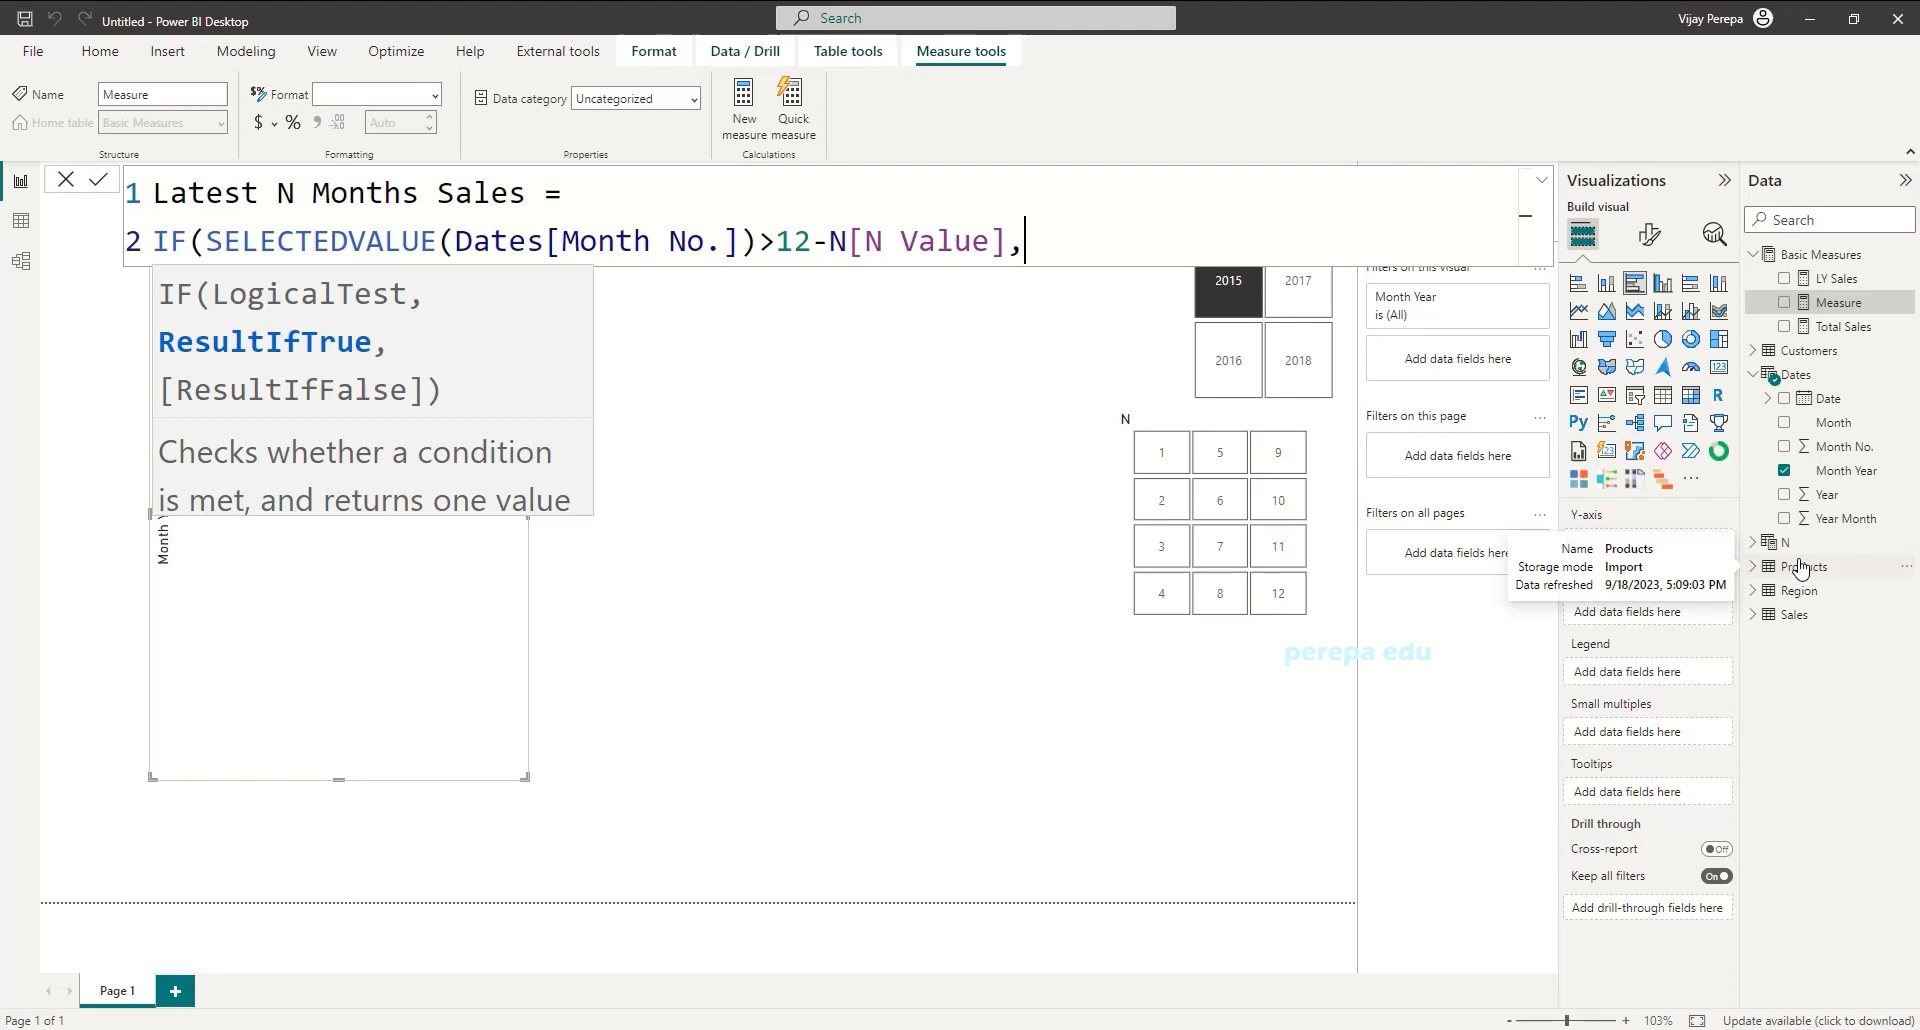 Untitled - Power BI Desktop
Search
Vijay Perepa
File Home Insert Modeling View Optimize Help External tools Format Data / Drill Table tools Measure tools
Name Measure
Home table Basic Measures
Structure
$% Format
$ % 9 Auto
Formatting
Data category Uncategorized
Properties
New measure
Quick measure
Calculations
1 Latest N Months Sales =
2 IF(SELECTEDVALUE(Dates[Month No.])>12-N[N Value],
IF(LogicalTest,
ResultIfTrue,
[ResultIfFalse])
Checks whether a condition
is met, and returns one value
Month
2015 2017
2016 2018
N
1 5 9
2 6 10
3 7 11
4 8 12
perepa edu
Filters on this visual
Month Year
is (All)
Add data fields here
Filters on this page
Add data fields here
Filters on all pages
Add data fields here
Visualizations
Build visual
123
R
Py
Y-axis
Name Products
Storage mode Import
Data refreshed 9/18/2023, 5:09:03 PM
Add data fields here
Legend
Add data fields here
Small multiples
Add data fields here
Tooltips
Add data fields here
Drill through
Cross-report Off
Keep all filters On
Add drill-through fields here
Data
Search
Basic Measures
LY Sales
Measure
Total Sales
Customers
Dates
Date
Month
Month No.
Month Year
Year
Year Month
N
Products
Region
Sales
Page 1
Page 1 of 1
103%
Update available (click to download)